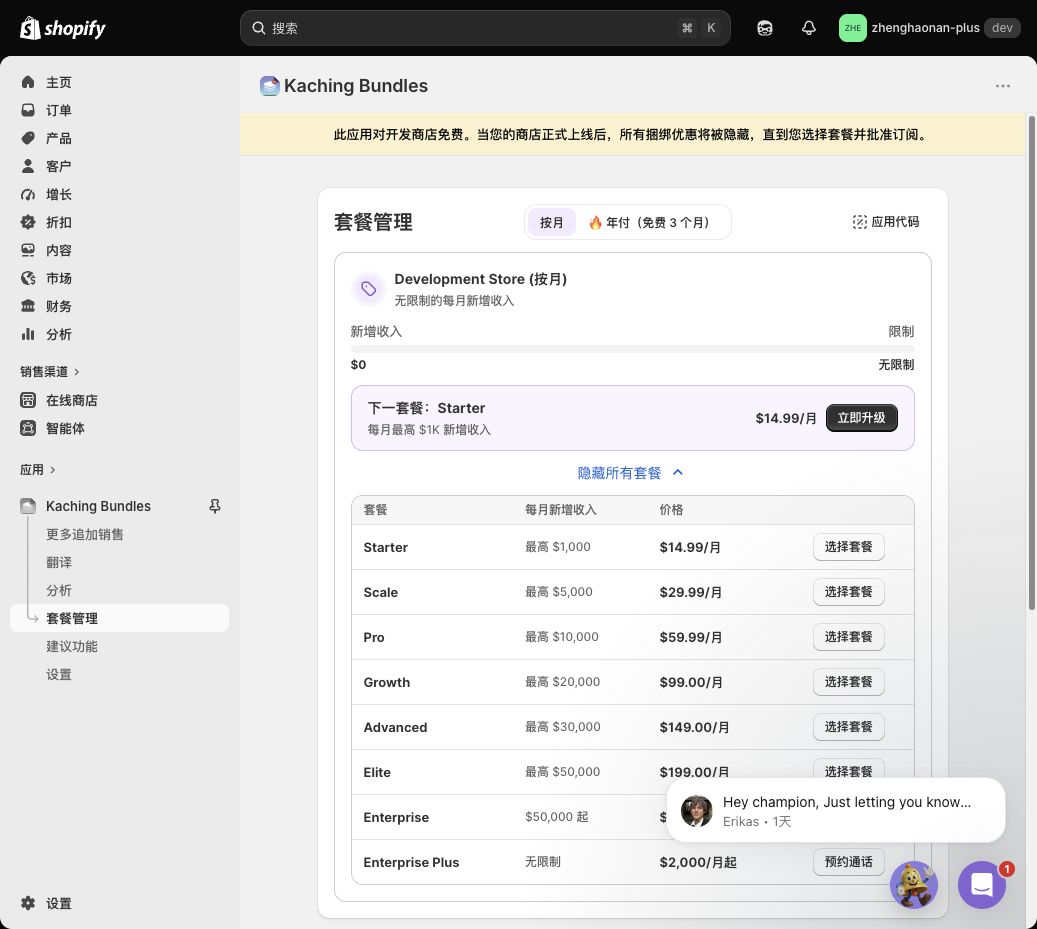 shopify
搜索
⌘ K
ZHE
zhenghaonan-plus dev
主页
订单
产品
客户
增长
折扣
内容
市场
财务
分析
销售渠道
在线商店
智能体
应用
Kaching Bundles
更多追加销售
翻译
分析
套餐管理
建议功能
设置
设置
Kaching Bundles
此应用对开发商店免费。当您的商店正式上线后，所有捆绑优惠将被隐藏，直到您选择套餐并批准订阅。
套餐管理
按月
🔥 年付（免费 3 个月）
应用代码
Development Store (按月)
无限制的每月新增收入
新增收入 限制
$0 无限制
下一套餐：Starter
每月最高 $1K 新增收入
$14.99/月 立即升级
隐藏所有套餐
套餐 每月新增收入 价格
Starter 最高 $1,000 $14.99/月 选择套餐
Scale 最高 $5,000 $29.99/月 选择套餐
Pro 最高 $10,000 $59.99/月 选择套餐
Growth 最高 $20,000 $99.00/月 选择套餐
Advanced 最高 $30,000 $149.00/月 选择套餐
Elite 最高 $50,000 $199.00/月 选择套餐
Enterprise $50,000 起 $
Enterprise Plus 无限制 $2,000/月起 预约通话
Hey champion, Just letting you know…
Erikas • 1天
1